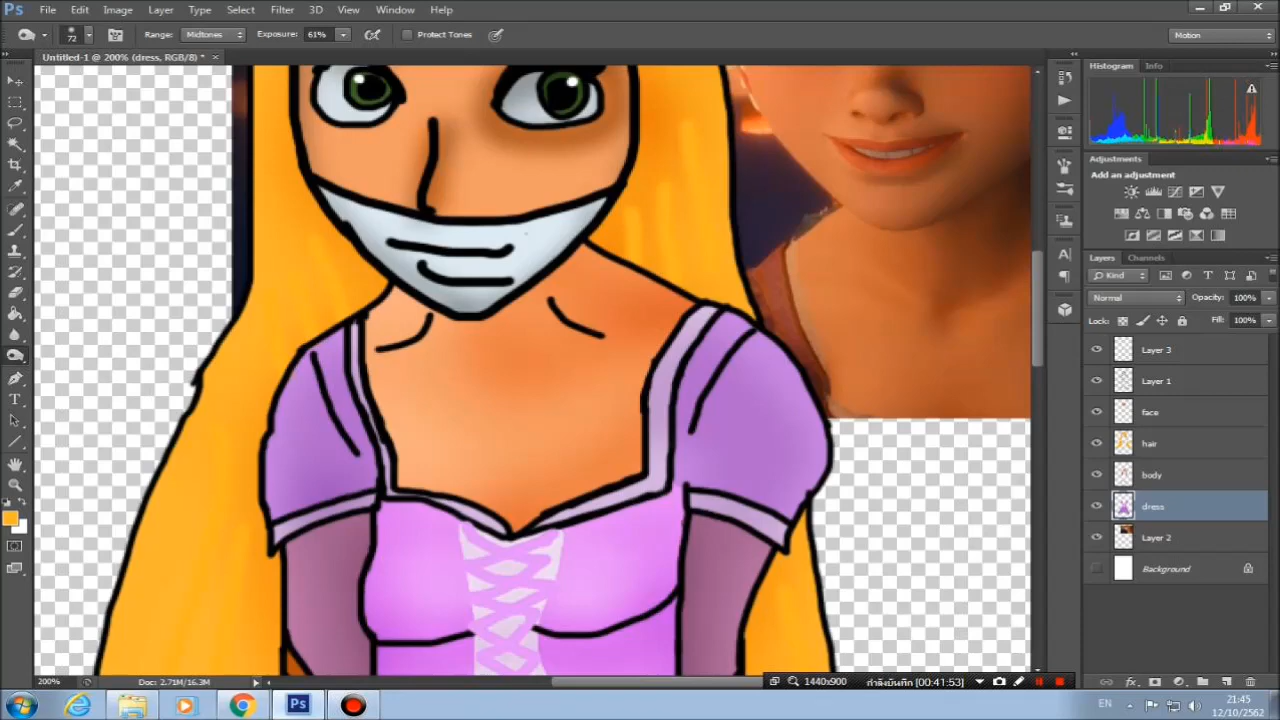 Ps File Edit Image Layer Type Select Filter 3D View Window Help
72 Range: Midtones Exposure: 61% Protect Tones Motion
Untitled-1 @ 200% (dress, RGB/8) * ×
Histogram Info
Adjustments
Add an adjustment
Layers Channels
Kind
Normal Opacity: 100%
Lock: Fill: 100%
Layer 3
Layer 1
face
hair
body
dress
Layer 2
Background
200% Doc: 2.71M/16.3M
1440x900 กำลังบันทึก [00:41:53]
Ps EN 21:45
12/10/2562